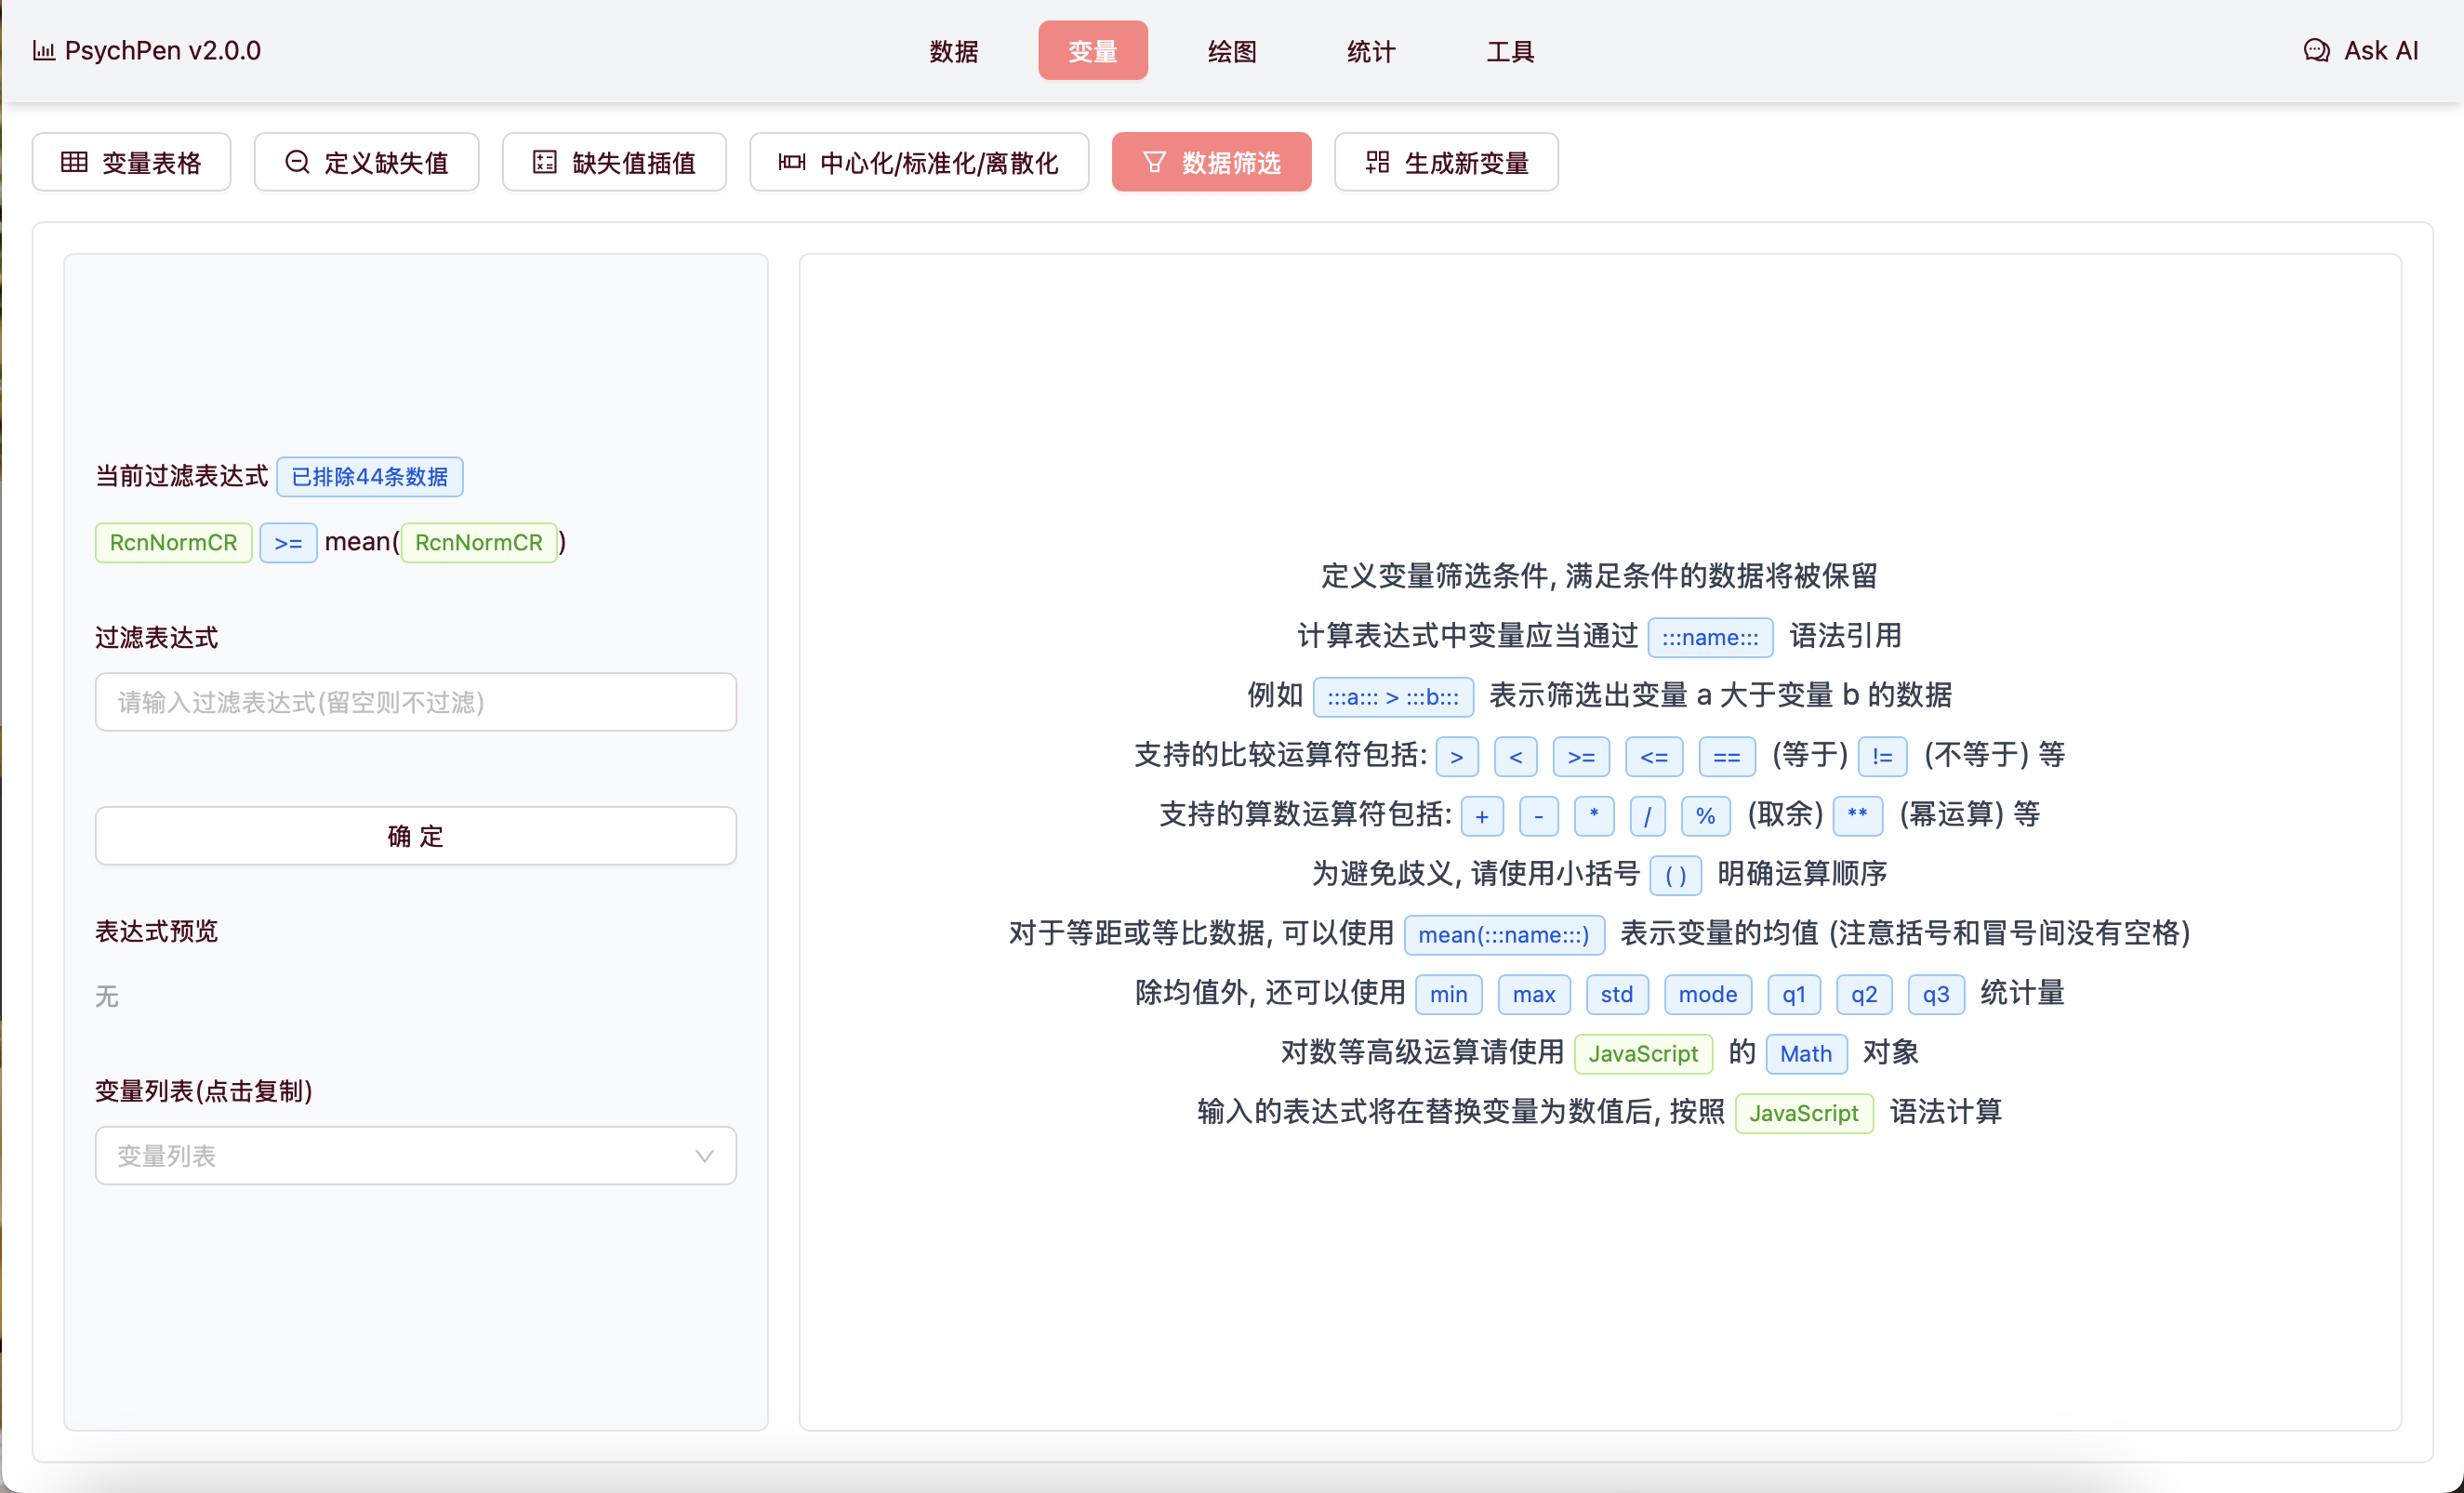 PsychPen v2.0.0 数据 变量 绘图 统计 工具 Ask AI
变量表格 定义缺失值 缺失值插值 中心化/标准化/离散化 数据筛选 生成新变量
当前过滤表达式 已排除44条数据
RcnNormCR >= mean(RcnNormCR)
过滤表达式
请输入过滤表达式(留空则不过滤)
确 定
表达式预览
无
变量列表(点击复制)
变量列表
定义变量筛选条件, 满足条件的数据将被保留
计算表达式中变量应当通过 :::name::: 语法引用
例如 :::a::: > :::b::: 表示筛选出变量 a 大于变量 b 的数据
支持的比较运算符包括: > < >= <= == (等于) != (不等于) 等
支持的算数运算符包括: + - * / % (取余) ** (幂运算) 等
为避免歧义, 请使用小括号 ( ) 明确运算顺序
对于等距或等比数据, 可以使用 mean(:::name:::) 表示变量的均值 (注意括号和冒号间没有空格)
除均值外, 还可以使用 min max std mode q1 q2 q3 统计量
对数等高级运算请使用 JavaScript 的 Math 对象
输入的表达式将在替换变量为数值后, 按照 JavaScript 语法计算